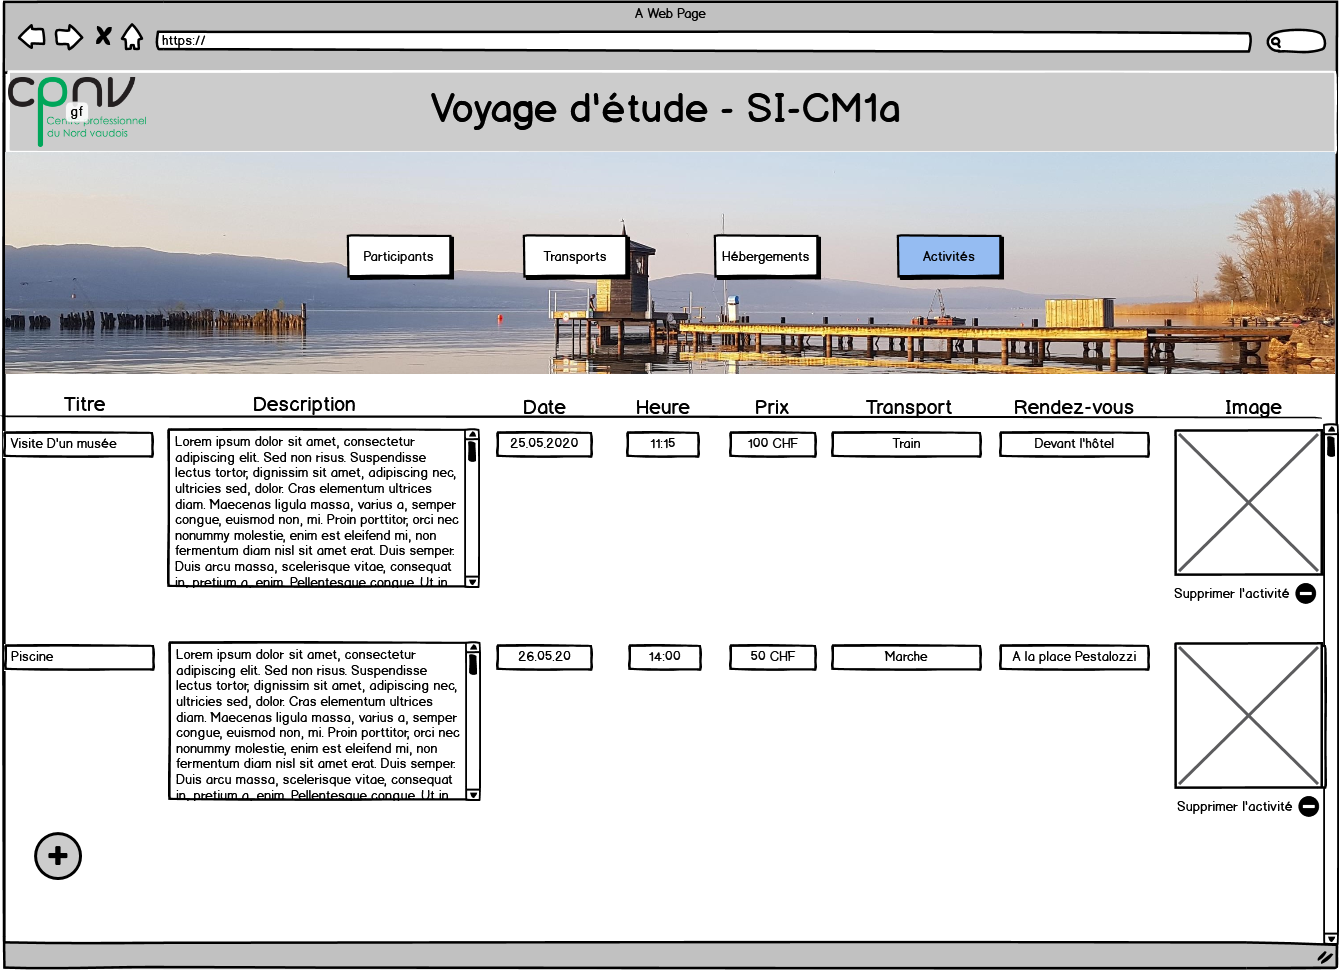 A Web Page
https://
cpnv
gf
Centre professionnel
du Nord vaudois
Voyage d'étude - SI-CM1a
Participants
Transports
Hébergements
Activités
Titre
Description
Date
Heure
Prix
Transport
Rendez-vous
Image
Visite D'un musée
Lorem ipsum dolor sit amet, consectetur
adipiscing elit. Sed non risus. Suspendisse
lectus tortor, dignissim sit amet, adipiscing nec,
ultricies sed, dolor. Cras elementum ultrices
diam. Maecenas ligula massa, varius a, semper
congue, euismod non, mi. Proin porttitor, orci nec
nonummy molestie, enim est eleifend mi, non
fermentum diam nisl sit amet erat. Duis semper.
Duis arcu massa, scelerisque vitae, consequat
in, pretium a, enim. Pellentesque congue. Ut in
25.05.2020
11:15
100 CHF
Train
Devant l'hôtel
Supprimer l'activité
Piscine
Lorem ipsum dolor sit amet, consectetur
adipiscing elit. Sed non risus. Suspendisse
lectus tortor, dignissim sit amet, adipiscing nec,
ultricies sed, dolor. Cras elementum ultrices
diam. Maecenas ligula massa, varius a, semper
congue, euismod non, mi. Proin porttitor, orci nec
nonummy molestie, enim est eleifend mi, non
fermentum diam nisl sit amet erat. Duis semper.
Duis arcu massa, scelerisque vitae, consequat
in, pretium a, enim. Pellentesque congue. Ut in
26.05.20
14:00
50 CHF
Marche
A la place Pestalozzi
Supprimer l'activité